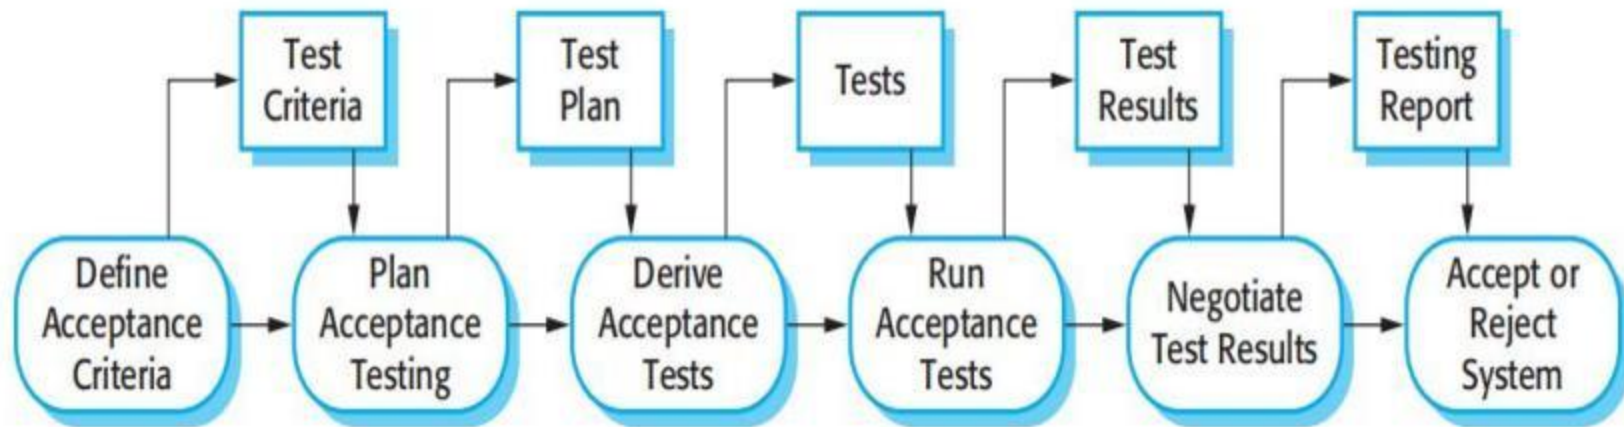 Test
Criteria
Test
Plan
Tests
Test
Results
Testing
Report
Define
Acceptance
Criteria
Plan
Acceptance
Testing
Derive
Acceptance
Tests
Run
Acceptance
Tests
Negotiate
Test Results
Accept or
Reject
System